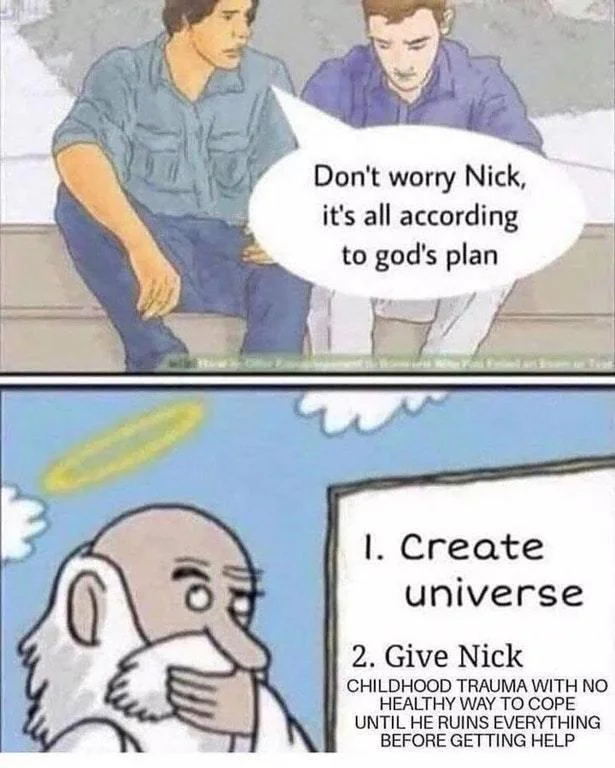 Don't worry Nick,
it's all according
to god's plan
1. Create
universe
2. Give Nick
CHILDHOOD TRAUMA WITH NO
HEALTHY WAY TO COPE
UNTIL HE RUINS EVERYTHING
BEFORE GETTING HELP